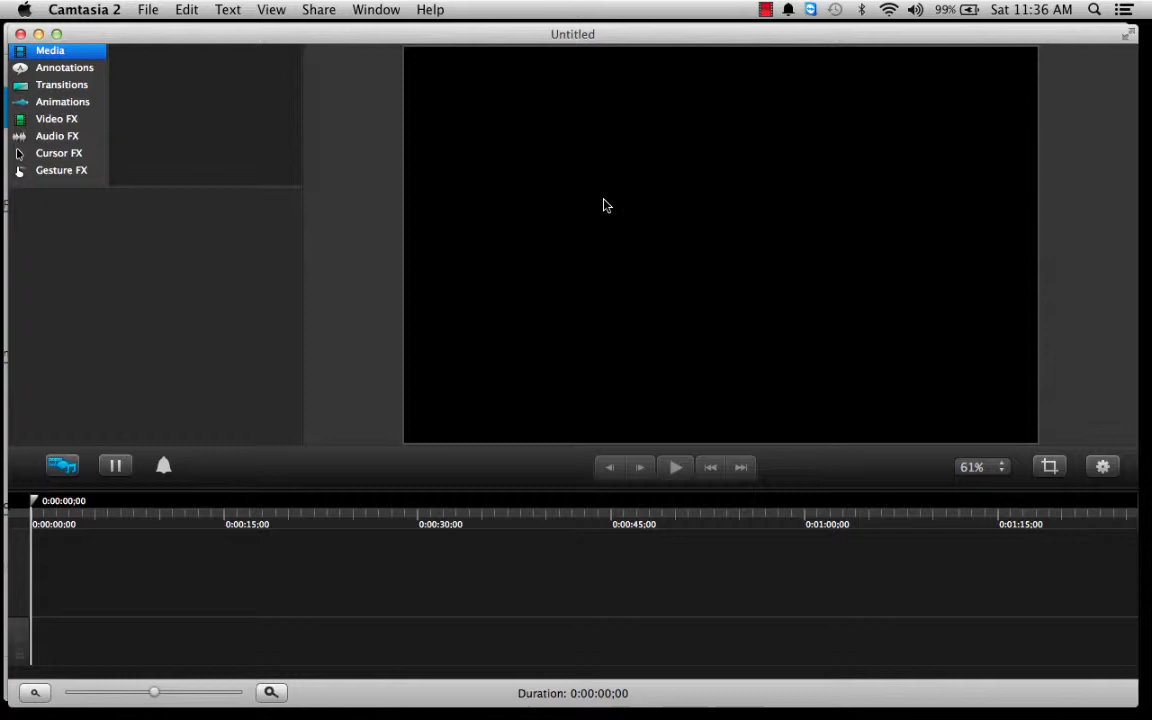 Camtasia 2 File Edit Text View Share Window Help 99% Sat 11:36 AM
Untitled
Media
Annotations
Transitions
Animations
Video FX
Audio FX
Cursor FX
Gesture FX
61%
0:00:00;00
0:00:00;00 0:00:15;00 0:00:30;00 0:00:45;00 0:01:00;00 0:01:15;00
Duration: 0:00:00;00